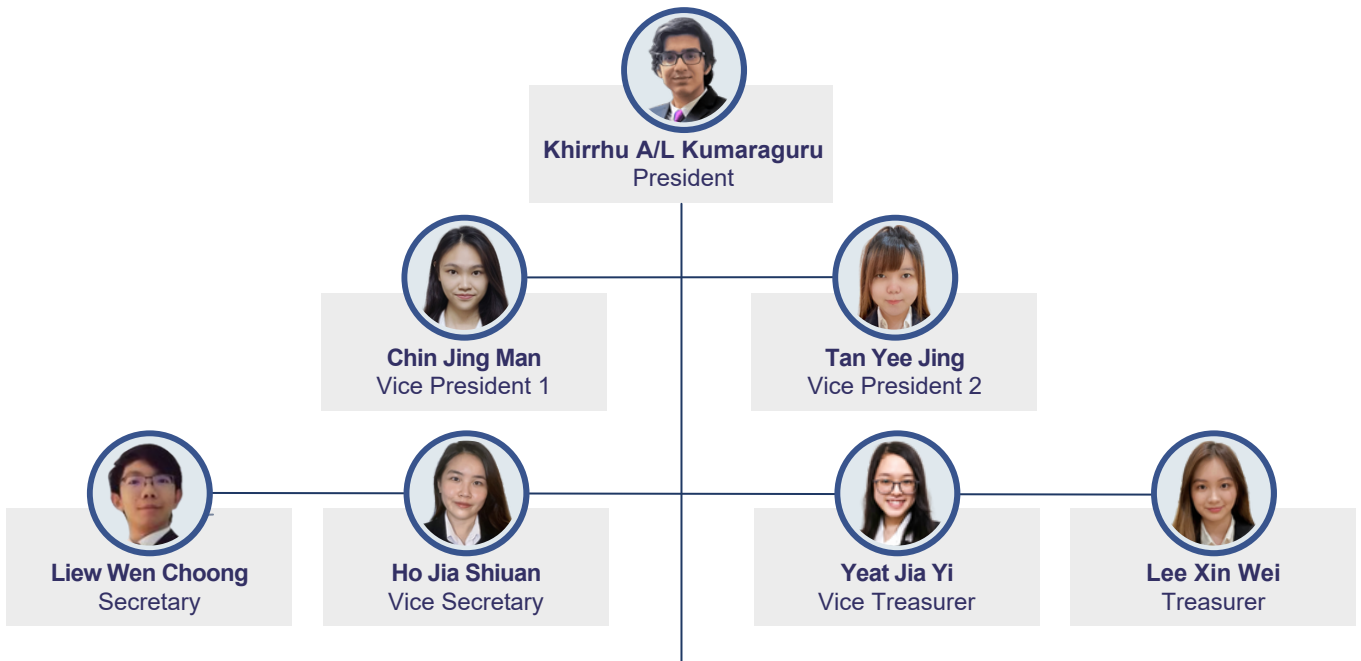 Khirrhu A/L Kumaraguru
President
Chin Jing Man
Vice President 1
Tan Yee Jing
Vice President 2
Liew Wen Choong
Secretary
Ho Jia Shiuan
Vice Secretary
Yeat Jia Yi
Vice Treasurer
Lee Xin Wei
Treasurer